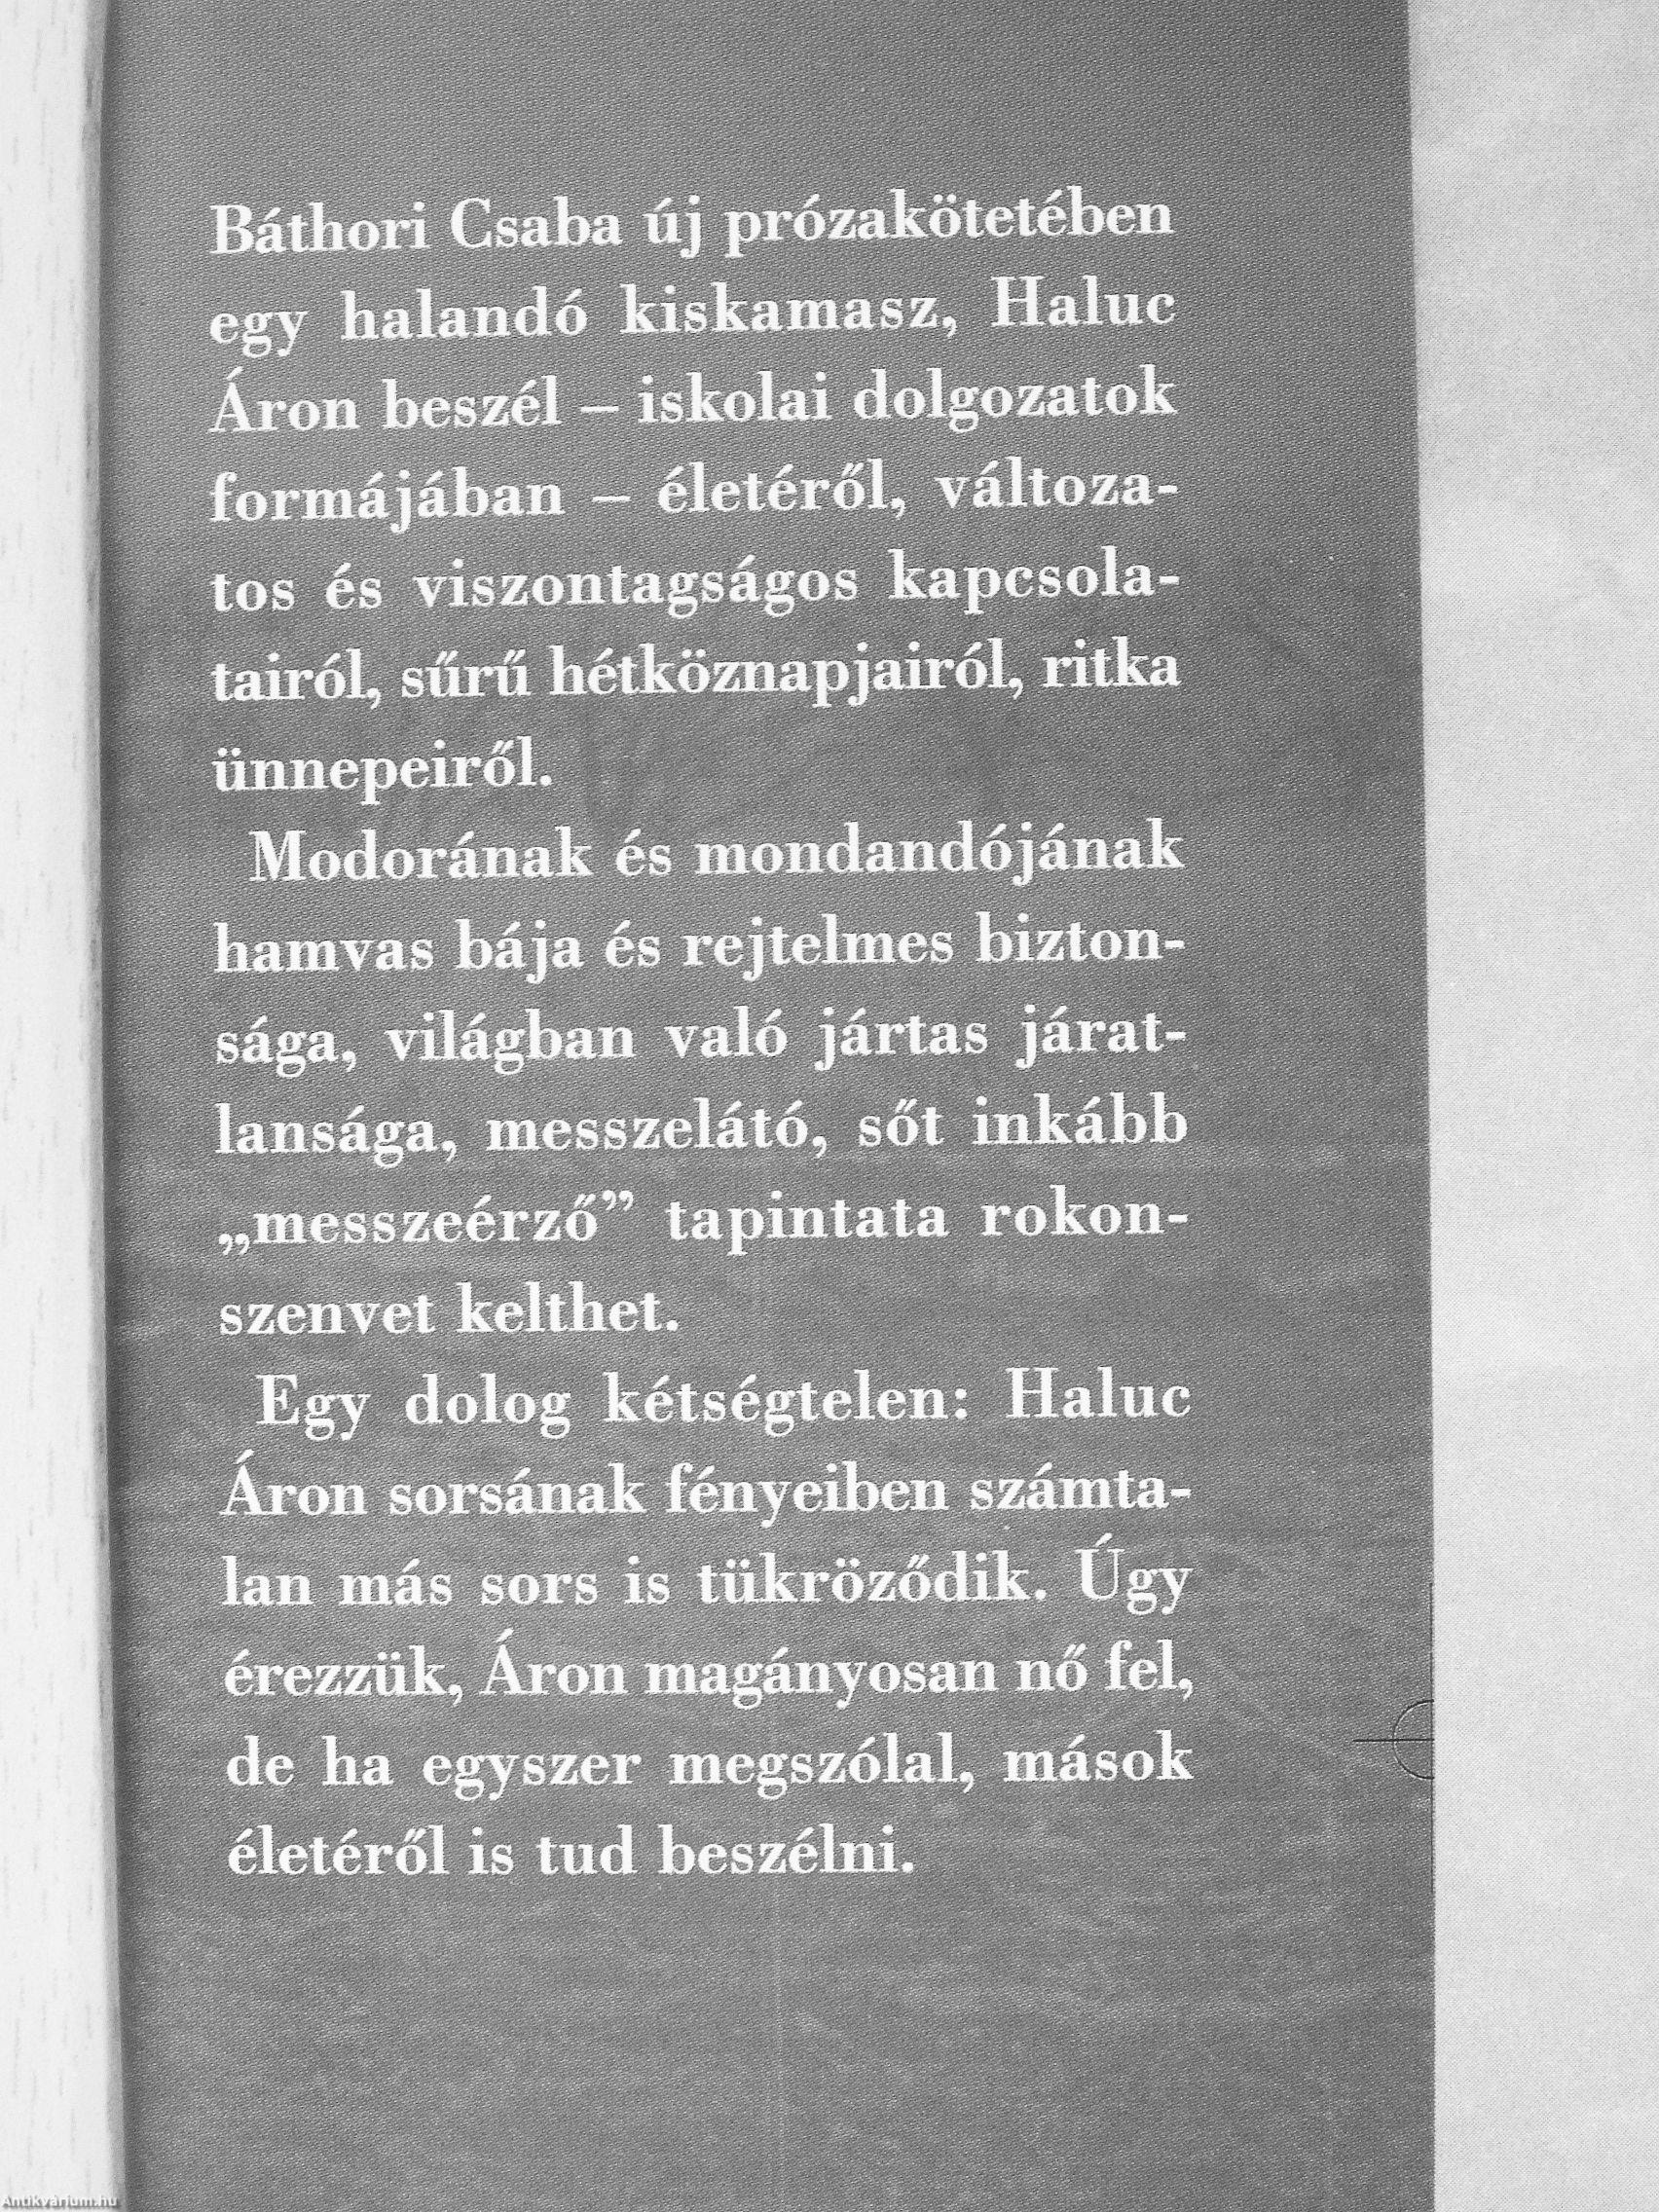 Báthori Csaba új prózakötetében
egy halandó kiskamasz, Haluc
Áron beszél – iskolai dolgozatok
formájában – életéről, változa-
tos és viszontagságos kapcsola-
tairól, sűrű hétköznapjairól, ritka
ünnepeiről.
Modorának és mondandójának
hamvas bája és rejtelmes bizton-
sága, világban való jártas járat-
lansága, messzelátó, sőt inkább
„messzeérző” tapintata rokon-
szenvet kelthet.
Egy dolog kétségtelen: Haluc
Áron sorsának fényeiben számta-
lan más sors is tükröződik. Úgy
érezzük, Áron magányosan nő fel,
de ha egyszer megszólal, mások
életéről is tud beszélni.
Antikvárium.hu